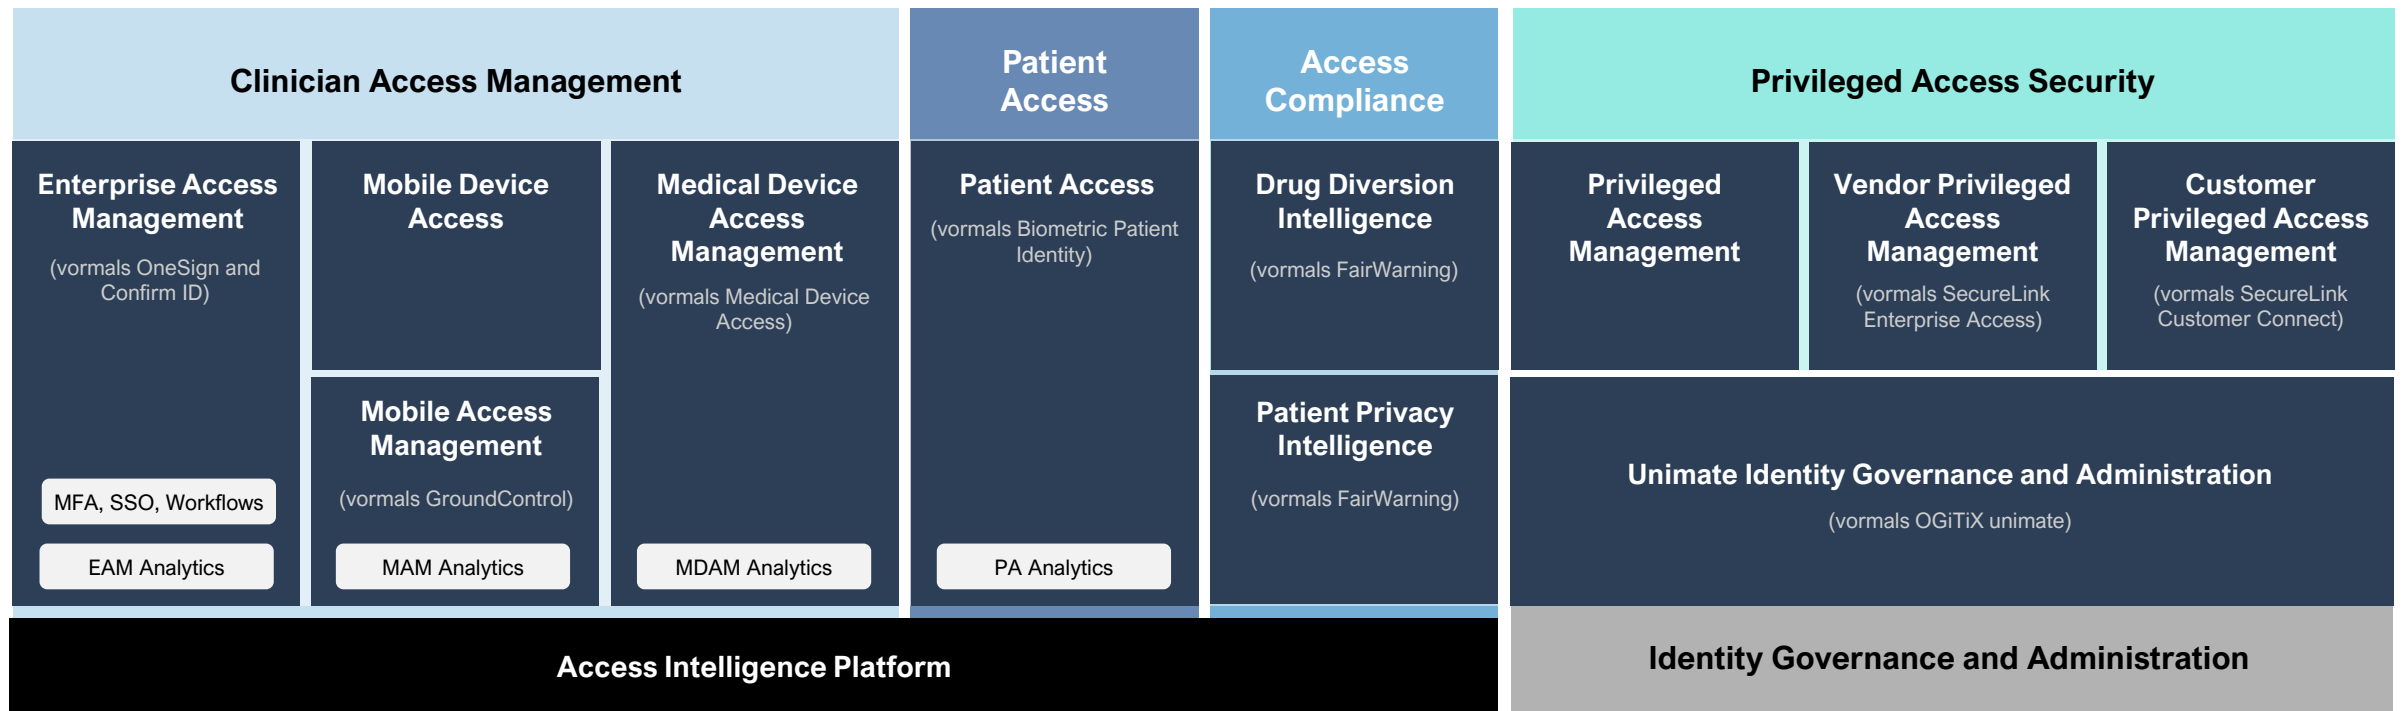 Clinician Access Management
Patient
Access
Access
Compliance
Privileged Access Security
Enterprise Access
Management
(vormals OneSign and
Confirm ID)
MFA, SSO, Workflows
EAM Analytics
Mobile Device
Access
Mobile Access
Management
(vormals GroundControl)
MAM Analytics
Medical Device
Access
Management
(vormals Medical Device
Access)
MDAM Analytics
Patient Access
(vormals Biometric Patient
Identity)
PA Analytics
Drug Diversion
Intelligence
(vormals FairWarning)
Patient Privacy
Intelligence
(vormals FairWarning)
Privileged
Access
Management
Vendor Privileged
Access
Management
(vormals SecureLink
Enterprise Access)
Customer
Privileged Access
Management
(vormals SecureLink
Customer Connect)
Unimate Identity Governance and Administration
(vormals OGiTiX unimate)
Access Intelligence Platform
Identity Governance and Administration